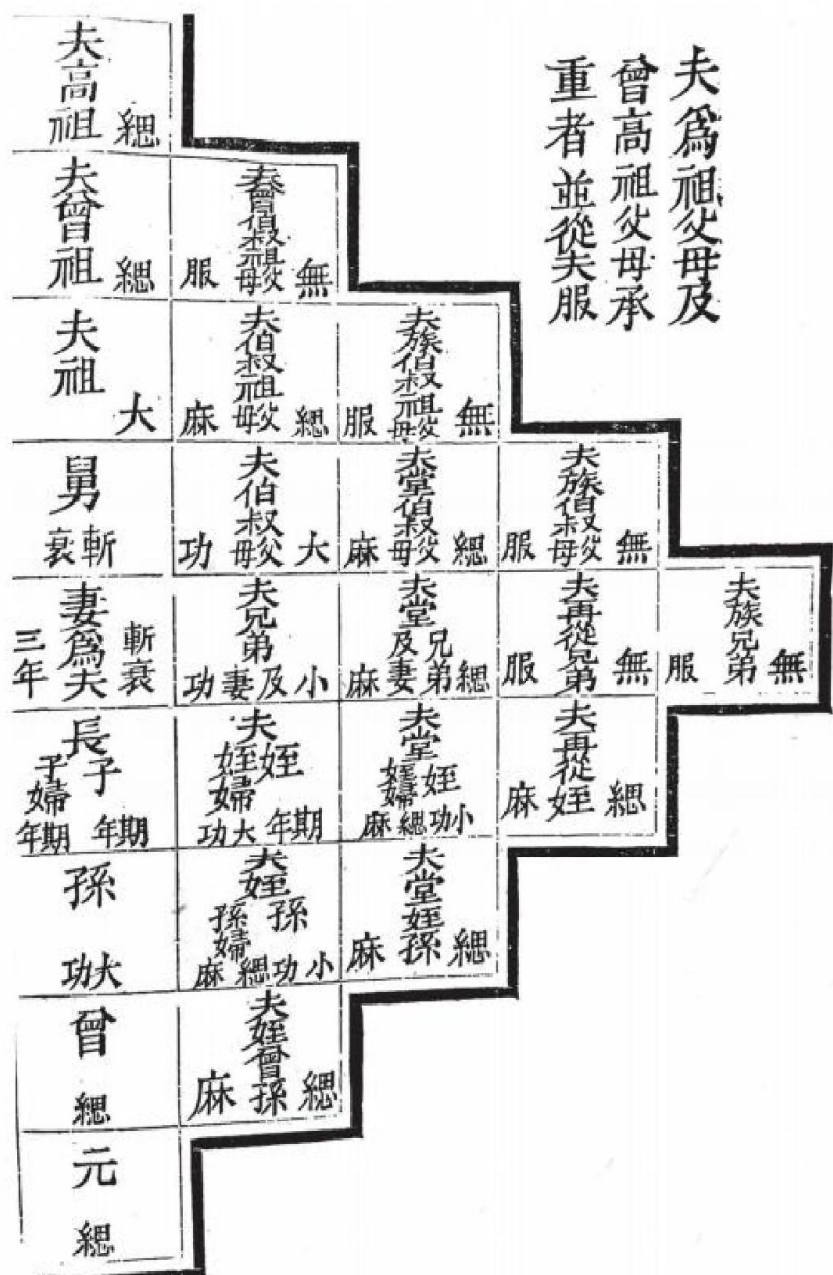 夫爲祖父母及
曾高祖父母承
重者並從夫服
夫高祖
緦
夫曾伯叔祖父母
無服
夫曾祖
緦
夫族伯叔祖父母
無服
夫伯叔祖父母
緦麻
夫祖
大
夫族伯叔父母
無服
夫堂伯叔父母
緦麻
夫伯叔父母
大功
舅
斬衰
夫族兄弟
無服
夫再從兄弟
無服
夫堂兄弟及妻
緦麻
夫兄弟及妻
小功
妻爲夫
斬衰三年
夫再從姪
緦麻
夫堂姪
小功
姪婦
緦麻
夫姪
期年
姪婦
大功
長子
期年
子婦
期年
夫堂姪孫
緦麻
夫姪孫
小功
孫婦
緦麻
孫
大功
夫姪曾孫
緦麻
曾
緦
元
緦